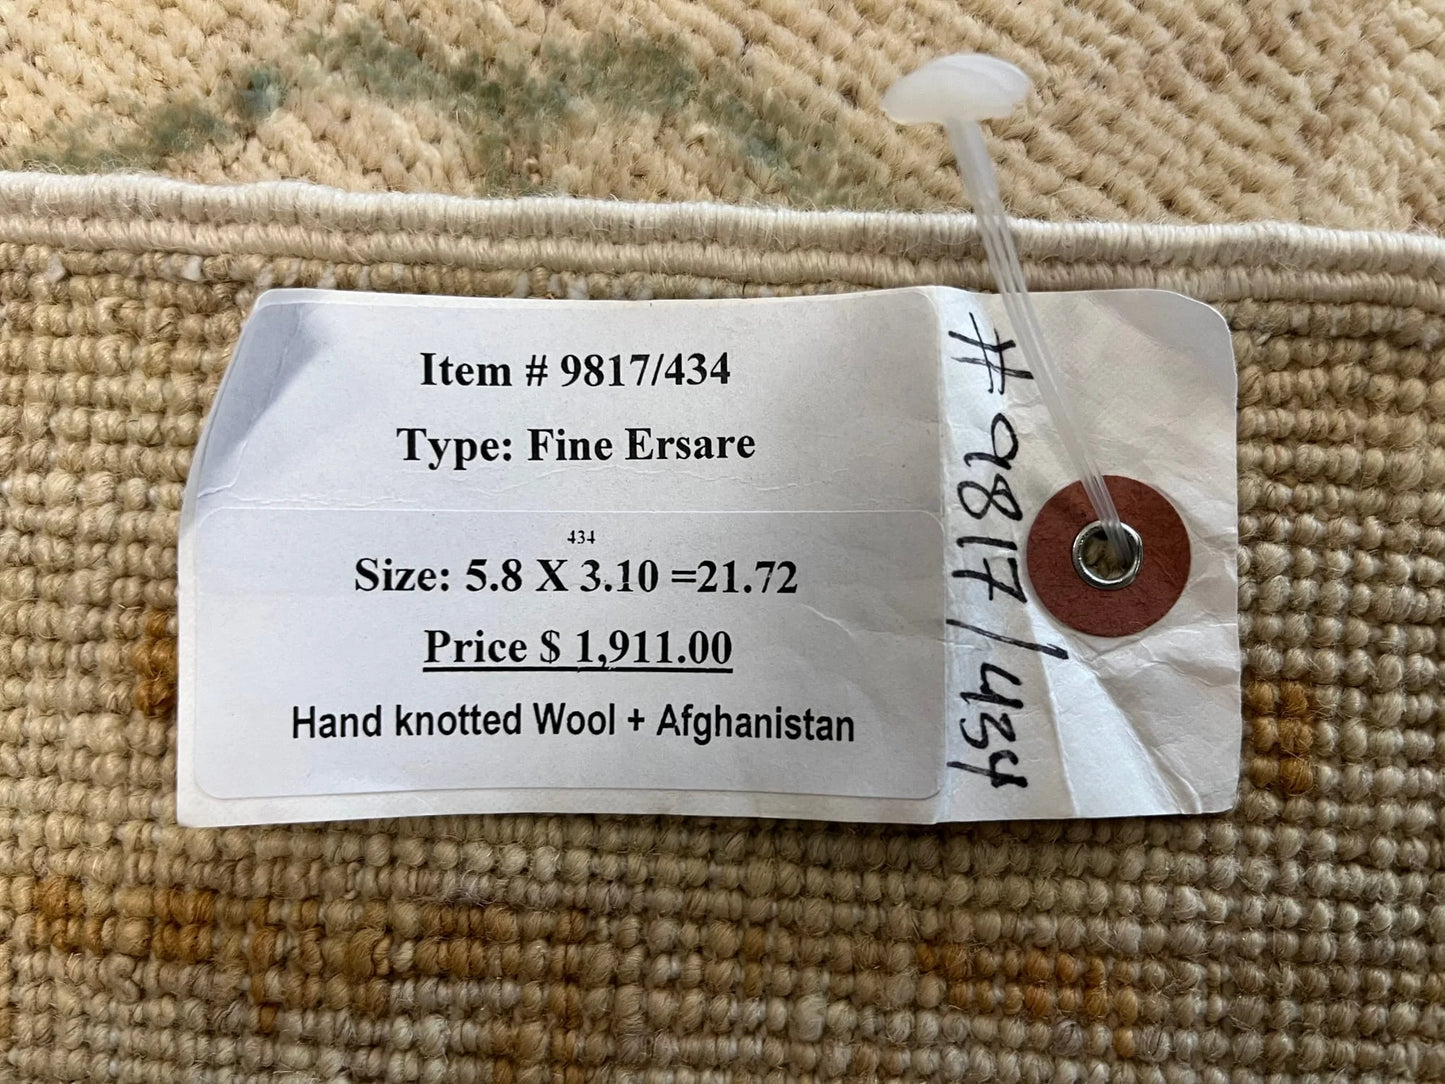 Item # 9817/434
Type: Fine Ersare
434
Size: 5.8 X 3.10 =21.72
Price $ 1,911.00
Hand knotted Wool + Afghanistan
# 9817/434